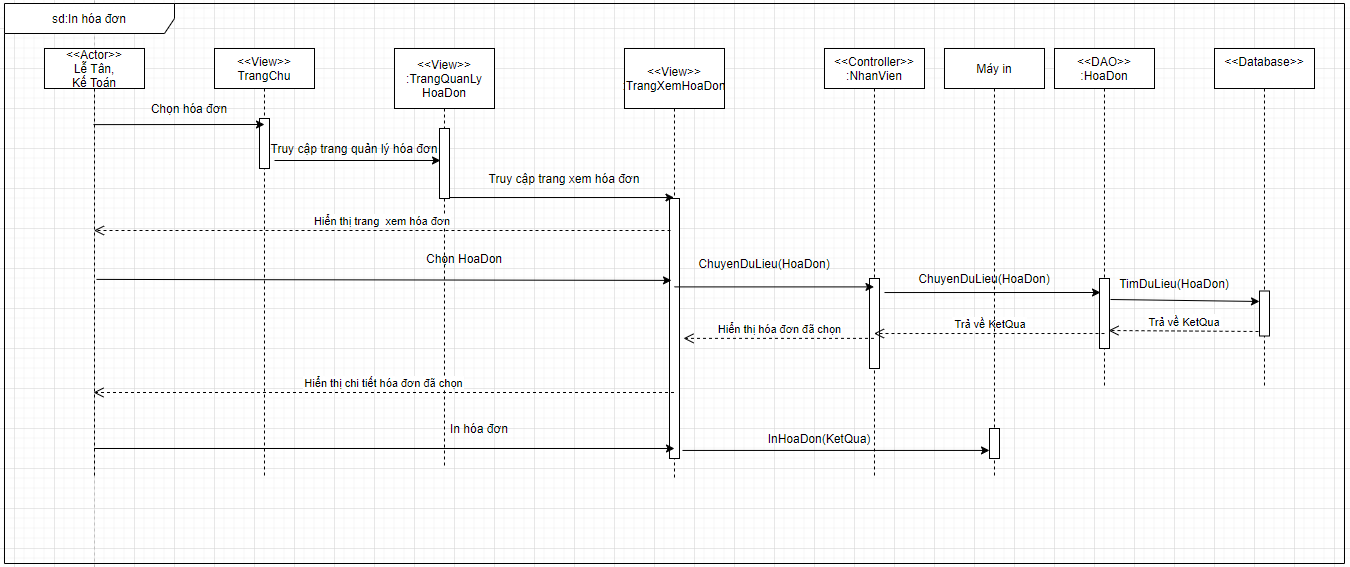 sd:In hóa đơn
<<Actor>>
Lễ Tân,
Kế Toán
<<View>>
TrangChu
<<View>>
:TrangQuanLy
HoaDon
<<View>>
:TrangXemHoaDon
<<Controller>>
:NhanVien
Máy in
<<DAO>>
:HoaDon
<<Database>>
Chọn hóa đơn
Truy cập trang quản lý hóa đơn
Truy cập trang xem hóa đơn
Hiển thị trang xem hóa đơn
Chọn HoaDon
ChuyenDuLieu(HoaDon)
ChuyenDuLieu(HoaDon)
TimDuLieu(HoaDon)
Trả về KetQua
Trả về KetQua
Hiển thị hóa đơn đã chọn
Hiển thị chi tiết hóa đơn đã chọn
In hóa đơn
InHoaDon(KetQua)